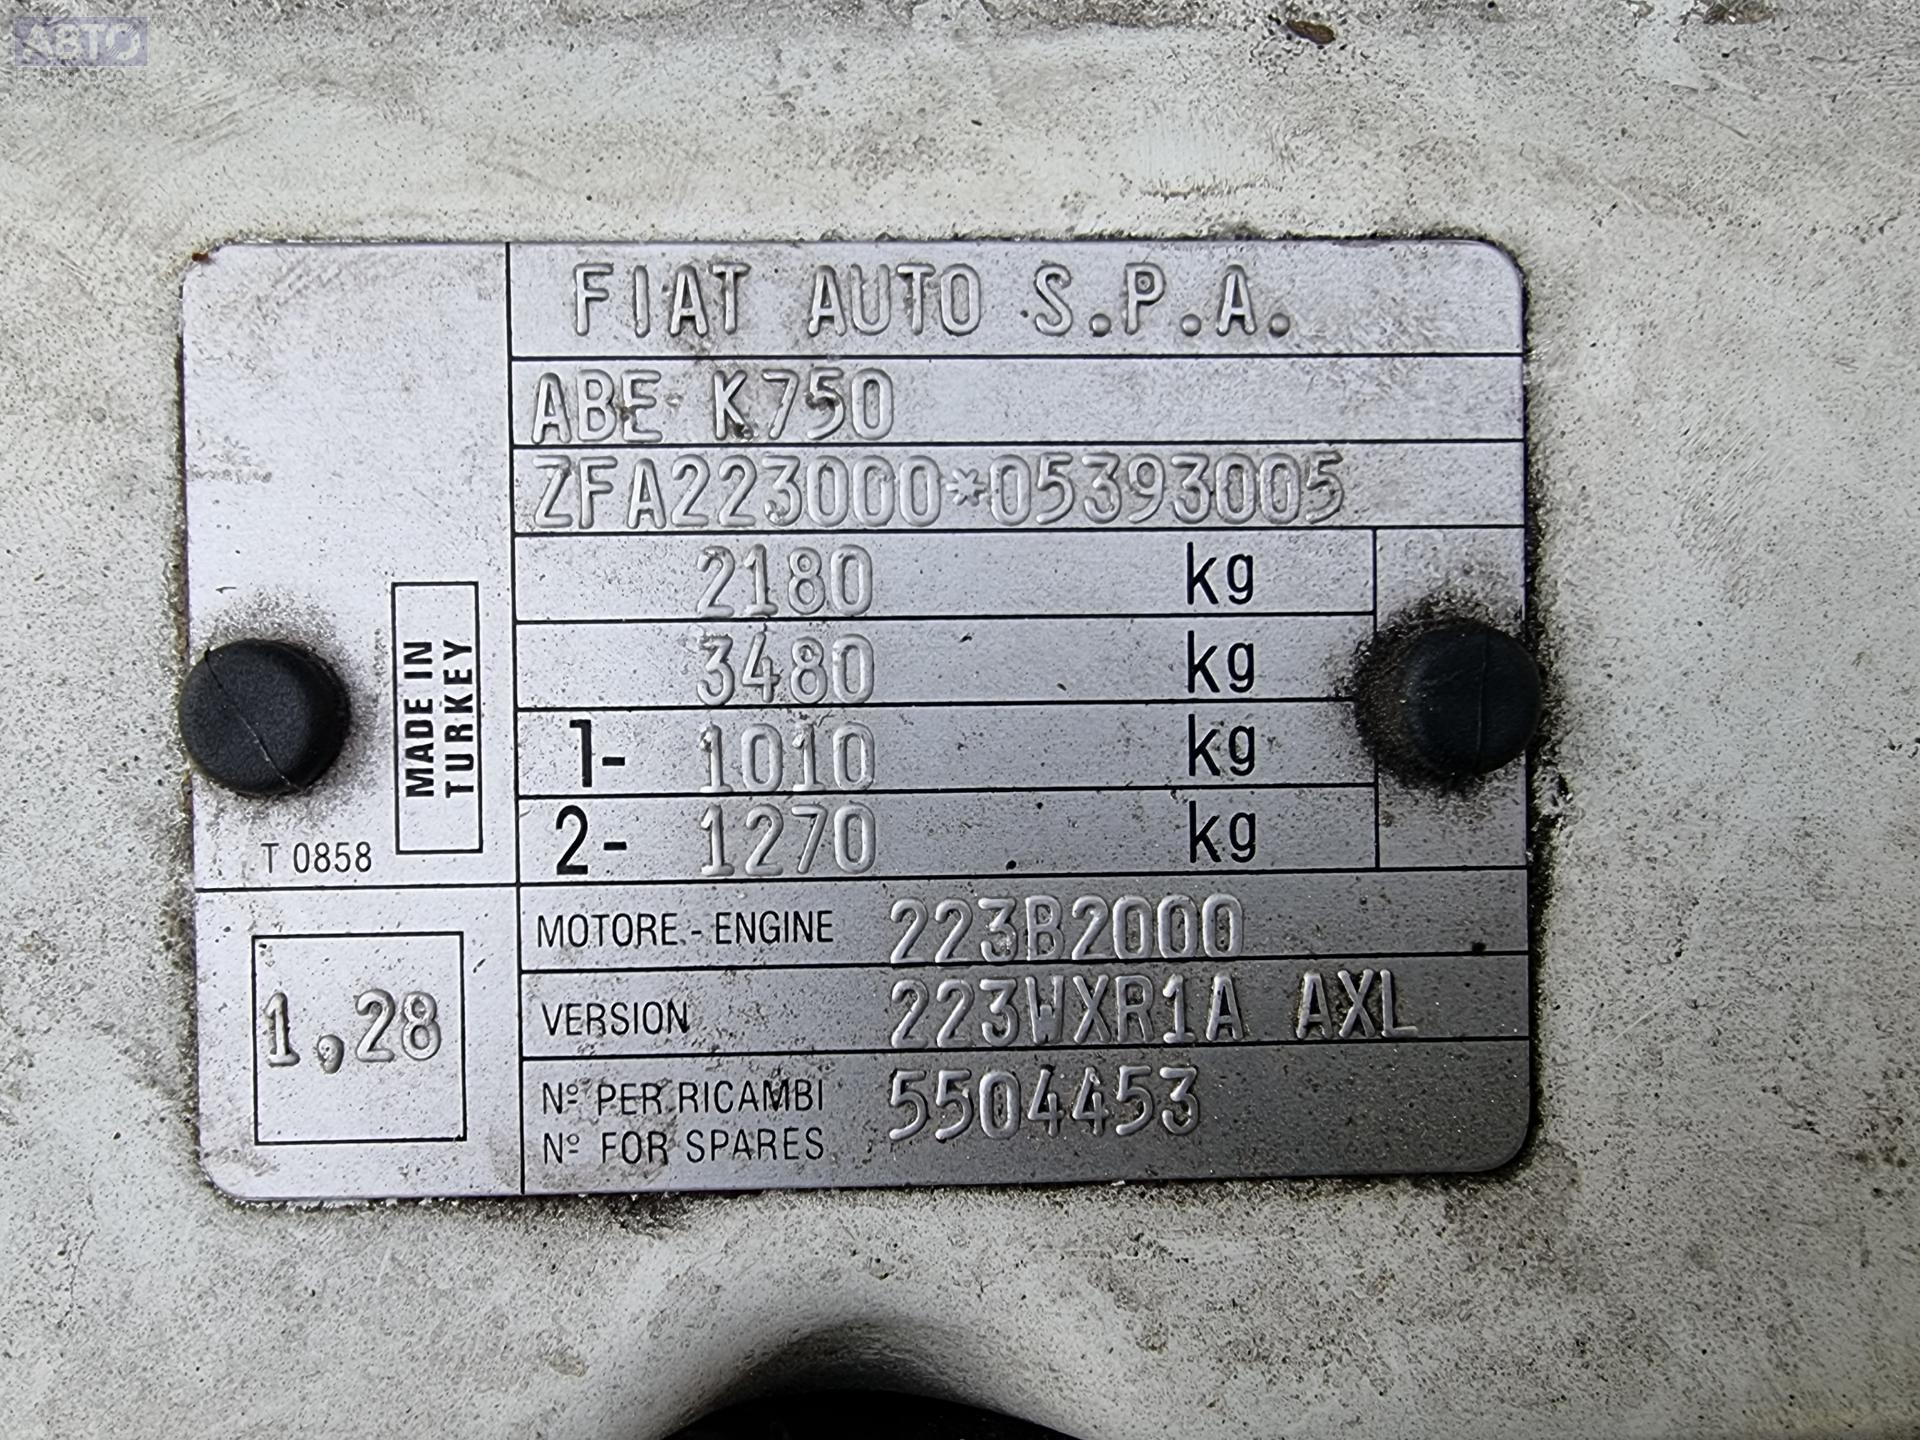 АВТО
FIAT AUTO S.P.A.
ABE K750
ZFA223000*05393005
2180 kg
3480 kg
1- 1010 kg
2- 1270 kg
MADE IN
TURKEY
T 0858
1,28
MOTORE - ENGINE 223B2000
VERSION 223WXR1A AXL
Nº PER RICAMBI
Nº FOR SPARES
5504453